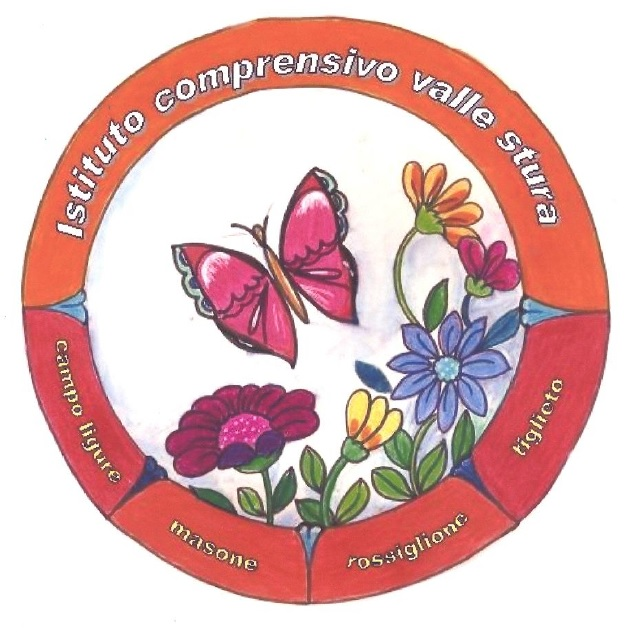 Istituto comprensivo valle stura
campo ligure
masone
rossiglione
tiglieto